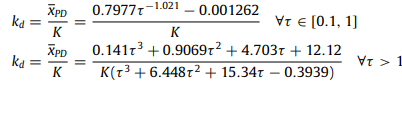 k_d = x̄_PD / K = (0.7977τ^−1.021 − 0.001262) / K ∀τ ∈ [0.1, 1]
k_d = x̄_PD / K = (0.141τ^3 + 0.9069τ^2 + 4.703τ + 12.12) / (K(τ^3 + 6.448τ^2 + 15.34τ − 0.3939)) ∀τ > 1